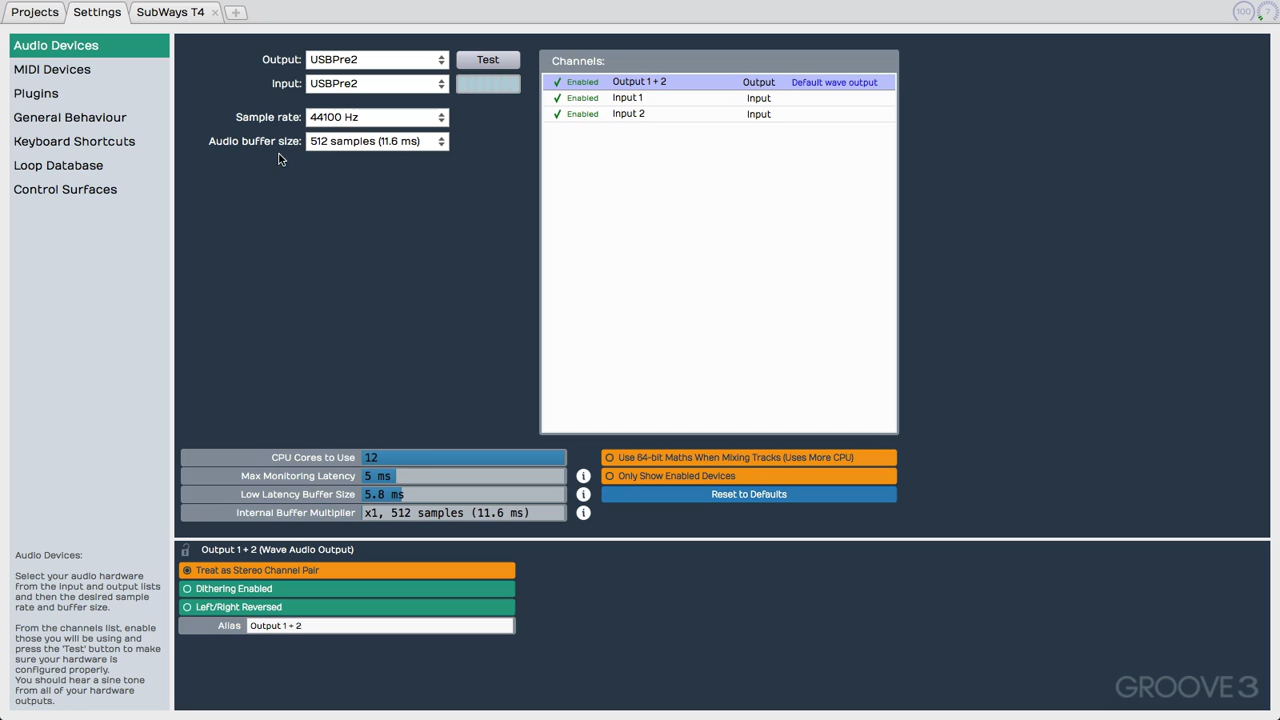 Projects
Settings
SubWays T4
100
7
Audio Devices
MIDI Devices
Plugins
General Behaviour
Keyboard Shortcuts
Loop Database
Control Surfaces
Output: USBPre2 Test
Input: USBPre2
Sample rate: 44100 Hz
Audio buffer size: 512 samples (11.6 ms)
Channels:
Enabled Output 1 + 2 Output Default wave output
Enabled Input 1 Input
Enabled Input 2 Input
CPU Cores to Use 12
Max Monitoring Latency 5 ms
Low Latency Buffer Size 5.8 ms
Internal Buffer Multiplier x1, 512 samples (11.6 ms)
Use 64-bit Maths When Mixing Tracks (Uses More CPU)
Only Show Enabled Devices
Reset to Defaults
Audio Devices:
Select your audio hardware
from the input and output lists
and then the desired sample
rate and buffer size.
From the channels list, enable
those you will be using and
press the 'Test' button to make
sure your hardware is
configured properly.
You should hear a sine tone
from all of your hardware
outputs.
Output 1 + 2 (Wave Audio Output)
Treat as Stereo Channel Pair
Dithering Enabled
Left/Right Reversed
Alias Output 1 + 2
GROOVE 3